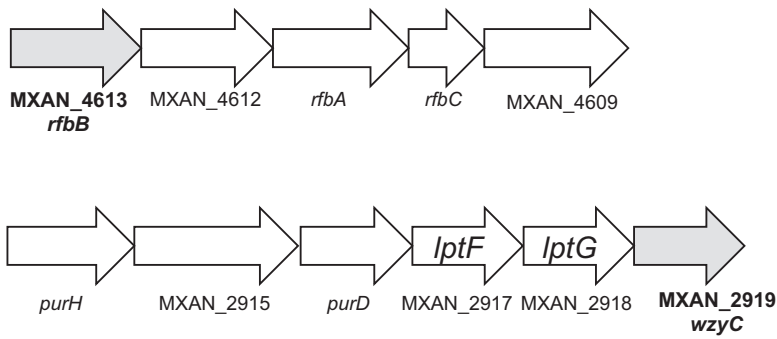 MXAN_4613 MXAN_4612 rfbA rfbC MXAN_4609
rfbB
lptF lptG
purH MXAN_2915 purD MXAN_2917 MXAN_2918 MXAN_2919
wzyC